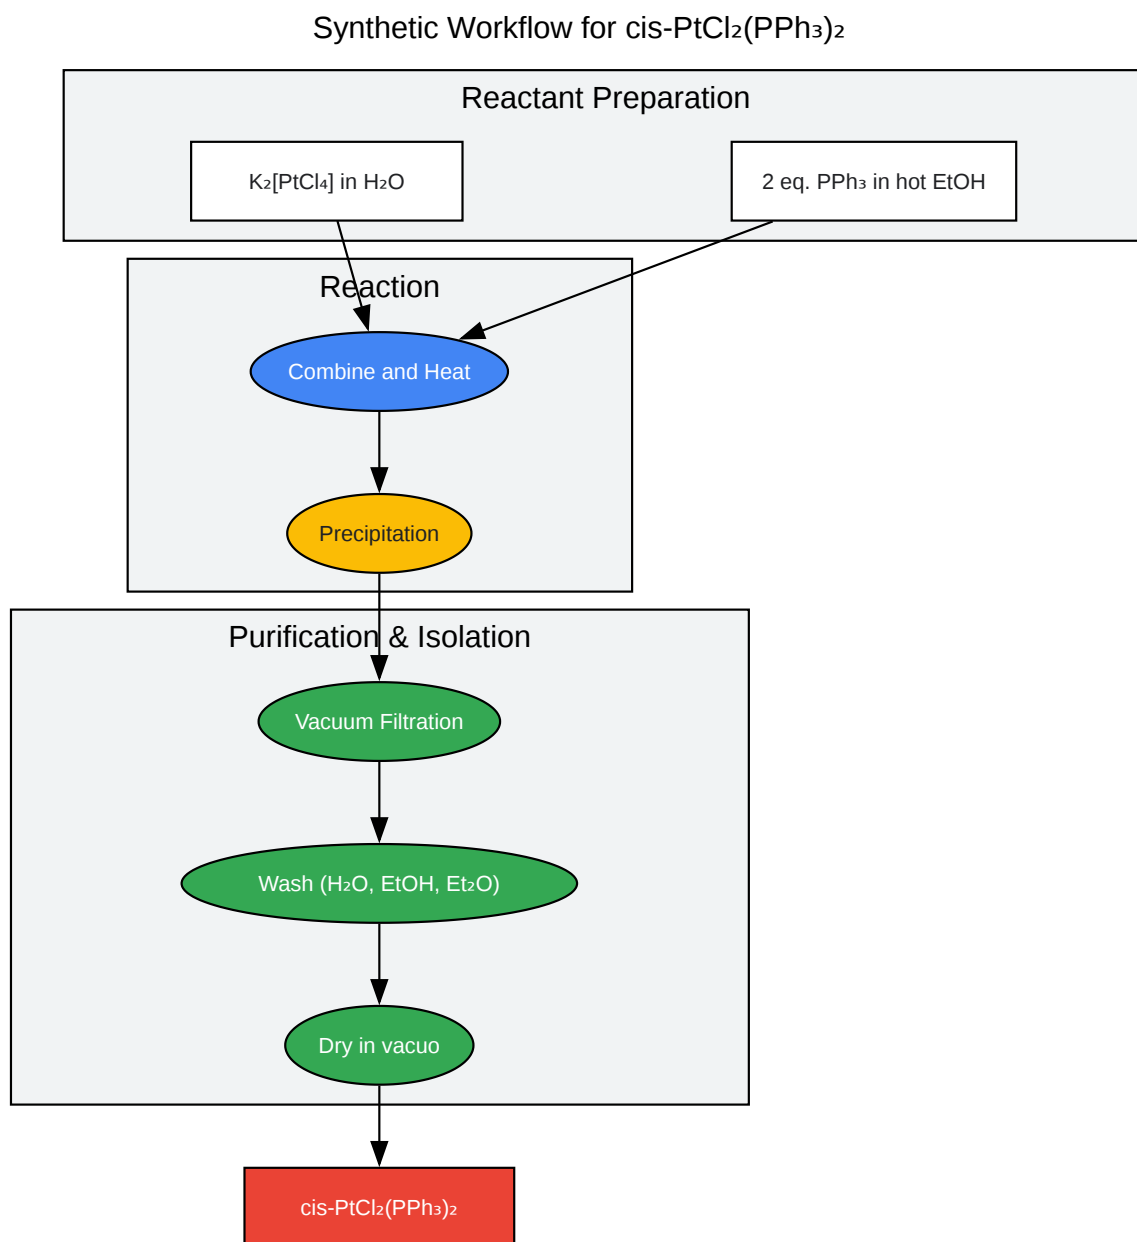 Synthetic Workflow for cis-PtCl₂(PPh₃)₂
Reactant Preparation
K₂[PtCl₄] in H₂O
2 eq. PPh₃ in hot EtOH
Reaction
Combine and Heat
Precipitation
Purification & Isolation
Vacuum Filtration
Wash (H₂O, EtOH, Et₂O)
Dry in vacuo
cis-PtCl₂(PPh₃)₂